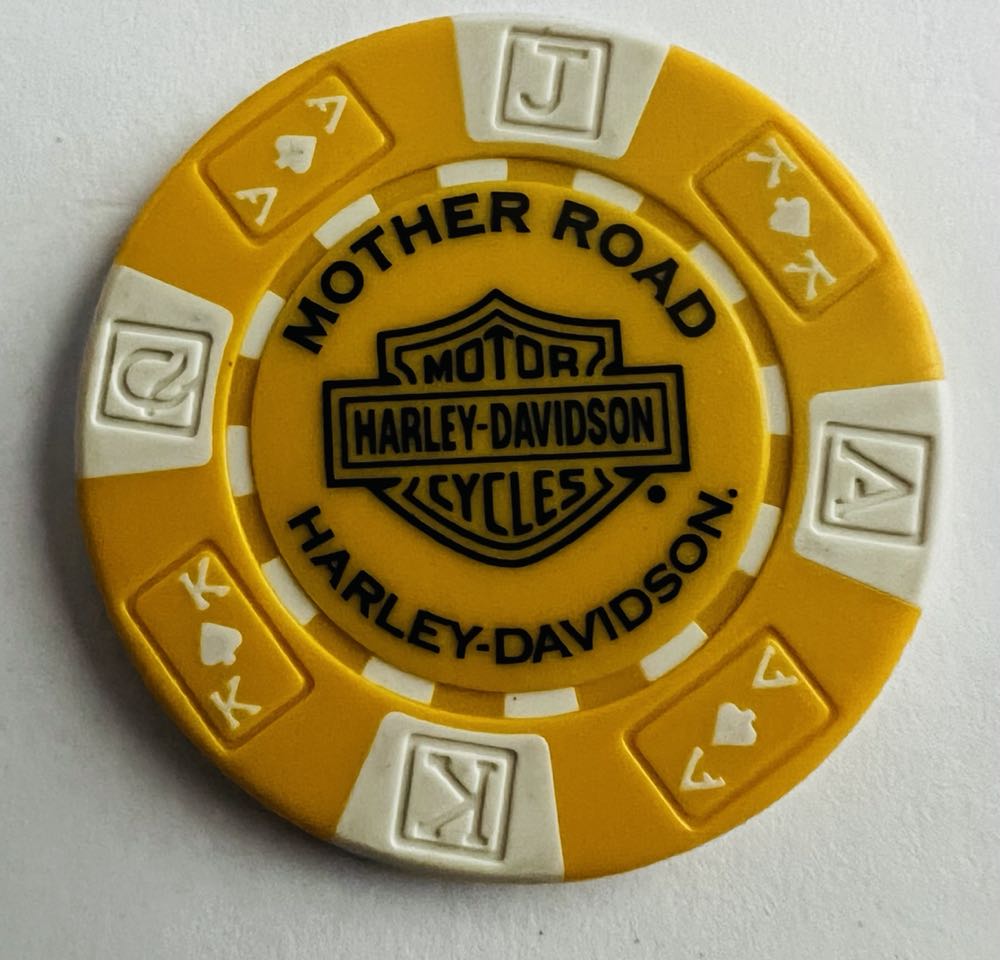 J
A
A
K
K
MOTHER ROAD
MOTOR
HARLEY-DAVIDSON
CYCLES
HARLEY-DAVIDSON.
Q
A
K
K
A
A
K